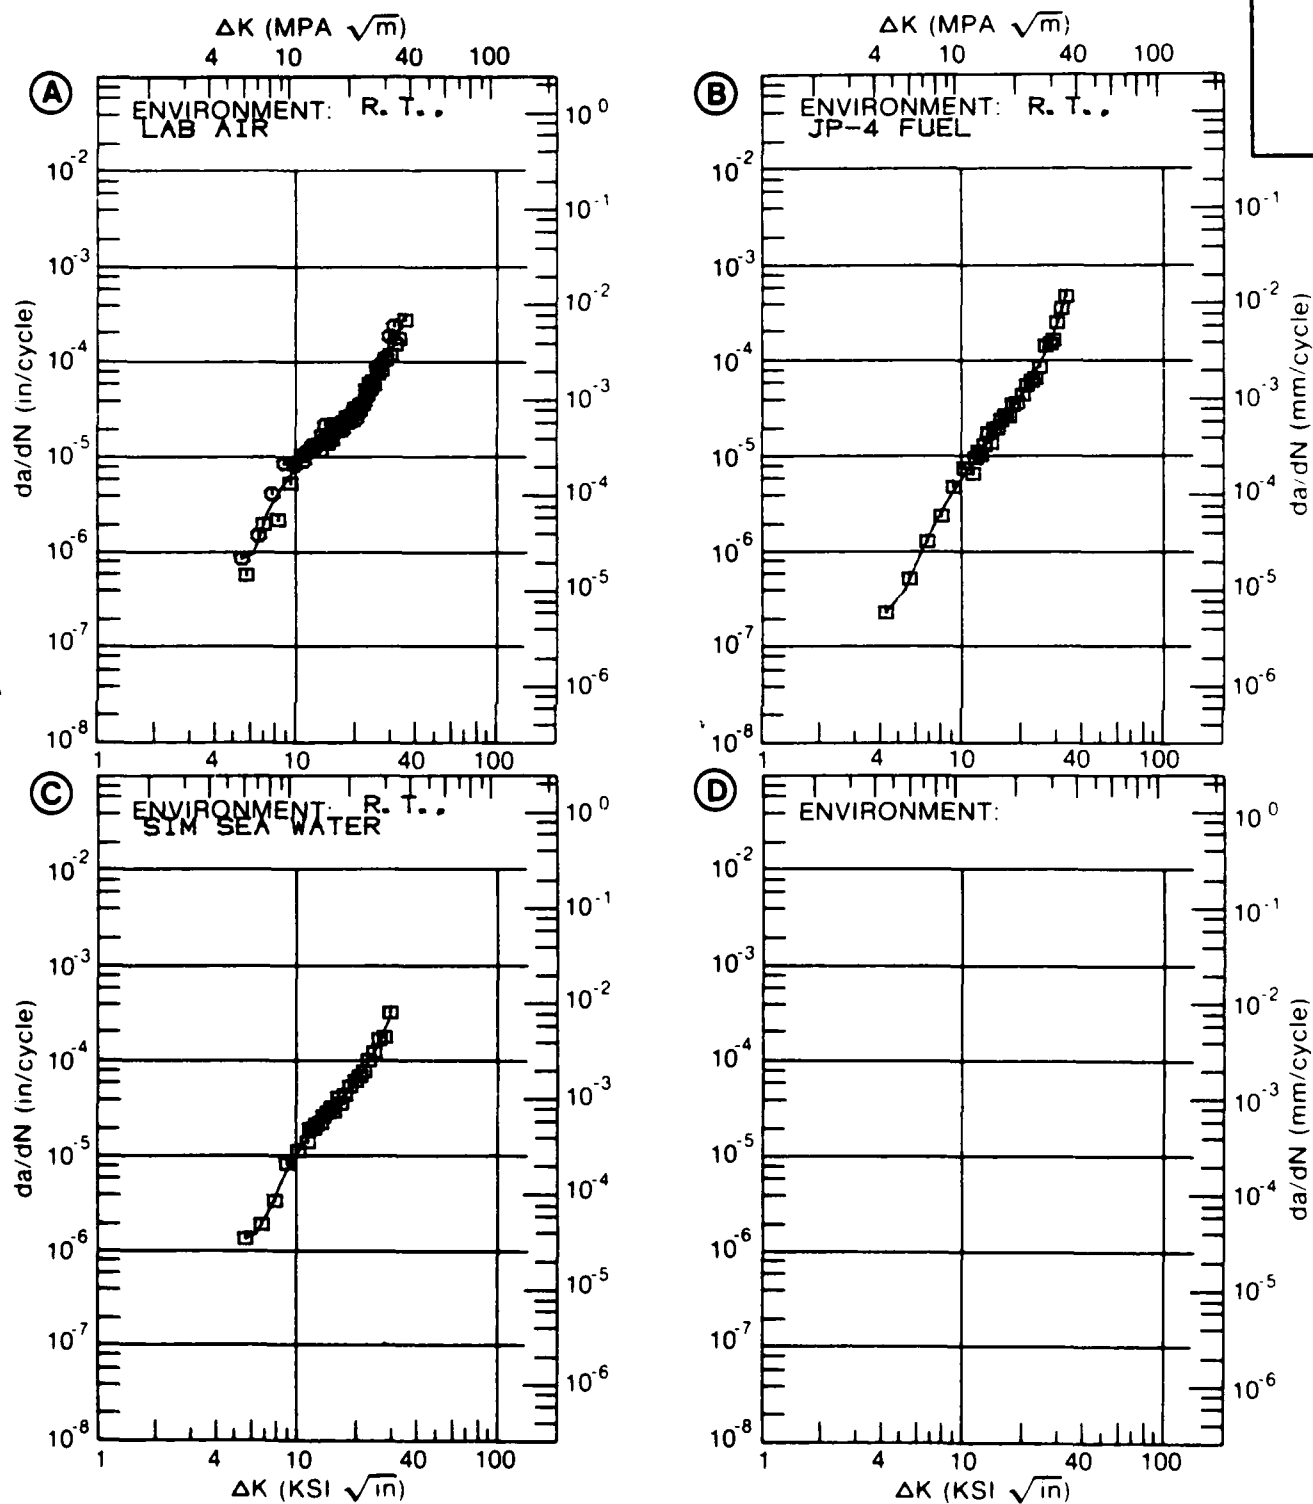 ΔK (MPA √m)
4 10 40 100
A
ENVIRONMENT: R.T.,
LAB AIR
10^-2
10^-3
10^-4
10^-5
10^-6
10^-7
10^-8
da/dN (in/cycle)
10^0
10^-1
10^-2
10^-3
10^-4
10^-5
10^-6
1 4 10 40 100
ΔK (MPA √m)
4 10 40 100
B
ENVIRONMENT: R.T.,
JP-4 FUEL
10^-2
10^-3
10^-4
10^-5
10^-6
10^-7
10^-8
10^-1
10^-2
10^-3
10^-4
10^-5
10^-6
da/dN (mm/cycle)
1 4 10 40 100
C
ENVIRONMENT: R.T.,
SIM SEA WATER
10^-2
10^-3
10^-4
10^-5
10^-6
10^-7
10^-8
da/dN (in/cycle)
10^0
10^-1
10^-2
10^-3
10^-4
10^-5
10^-6
1 4 10 40 100
ΔK (KSI √in)
D
ENVIRONMENT:
10^-2
10^-3
10^-4
10^-5
10^-6
10^-7
10^-8
10^0
10^-1
10^-2
10^-3
10^-4
10^-5
10^-6
da/dN (mm/cycle)
1 4 10 40 100
ΔK (KSI √in)